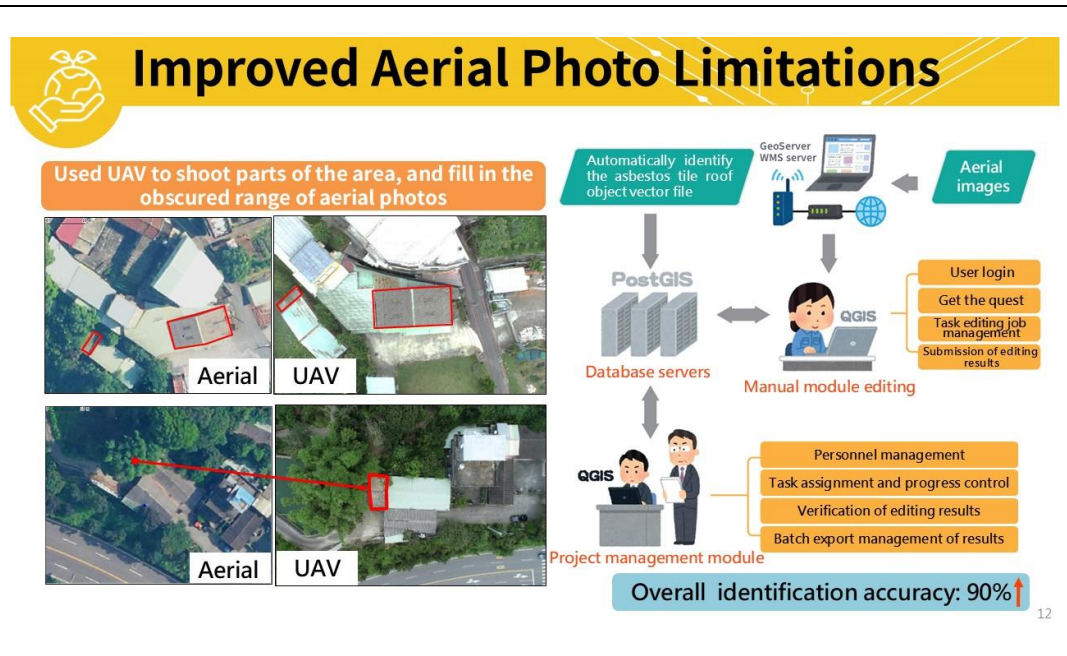 Improved Aerial Photo Limitations
Used UAV to shoot parts of the area, and fill in the
obscured range of aerial photos
Aerial
UAV
Aerial
UAV
Automatically identify
the asbestos tile roof
object vector file
GeoServer
WMS server
Aerial
images
PostGIS
Database servers
QGIS
Manual module editing
User login
Get the quest
Task editing job
management
Submission of editing
results
QGIS
Project management module
Personnel management
Task assignment and progress control
Verification of editing results
Batch export management of results
Overall identification accuracy: 90%
12